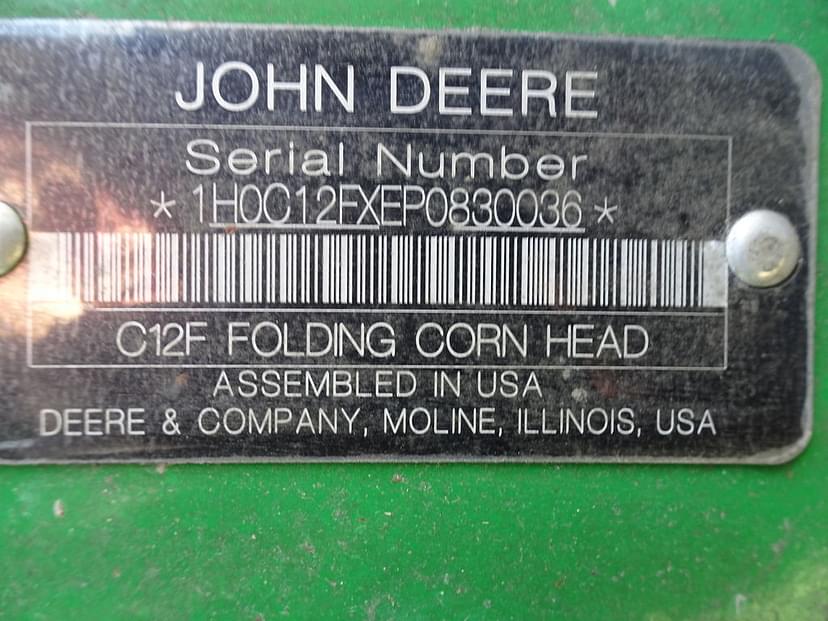 JOHN DEERE
Serial Number
* 1H0C12FXEP0830036 *
C12F FOLDING CORN HEAD
ASSEMBLED IN USA
DEERE & COMPANY, MOLINE, ILLINOIS, USA